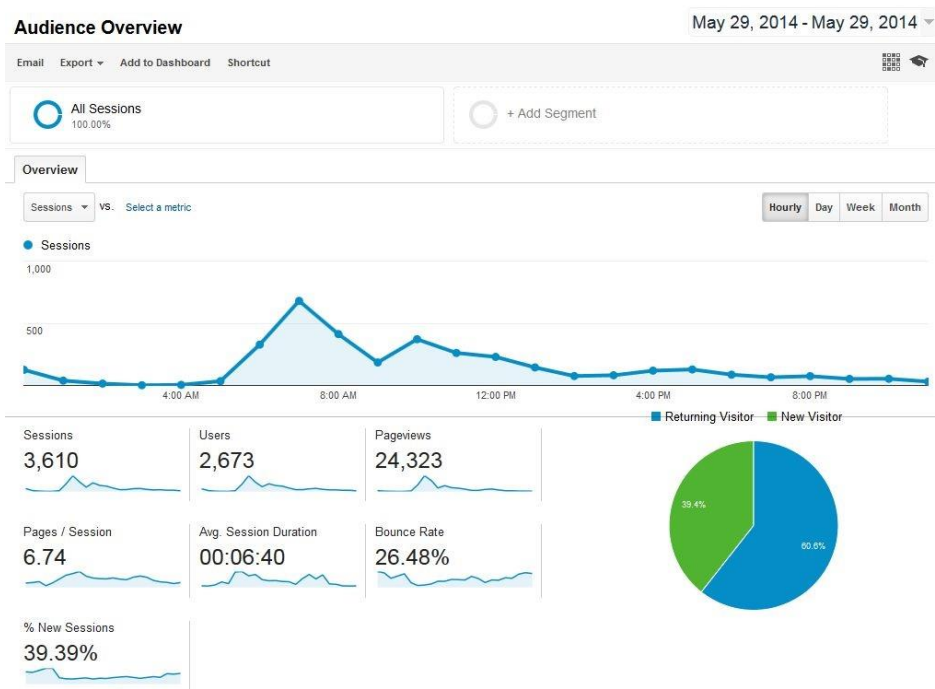 Audience Overview
May 29, 2014 - May 29, 2014
Email Export Add to Dashboard Shortcut
All Sessions
100.00%
+ Add Segment
Overview
Sessions VS. Select a metric
Hourly Day Week Month
Sessions
1,000
500
4:00 AM 8:00 AM 12:00 PM 4:00 PM 8:00 PM
Returning Visitor New Visitor
Sessions Users Pageviews
3,610 2,673 24,323
39.4%
60.6%
Pages / Session Avg. Session Duration Bounce Rate
6.74 00:06:40 26.48%
% New Sessions
39.39%